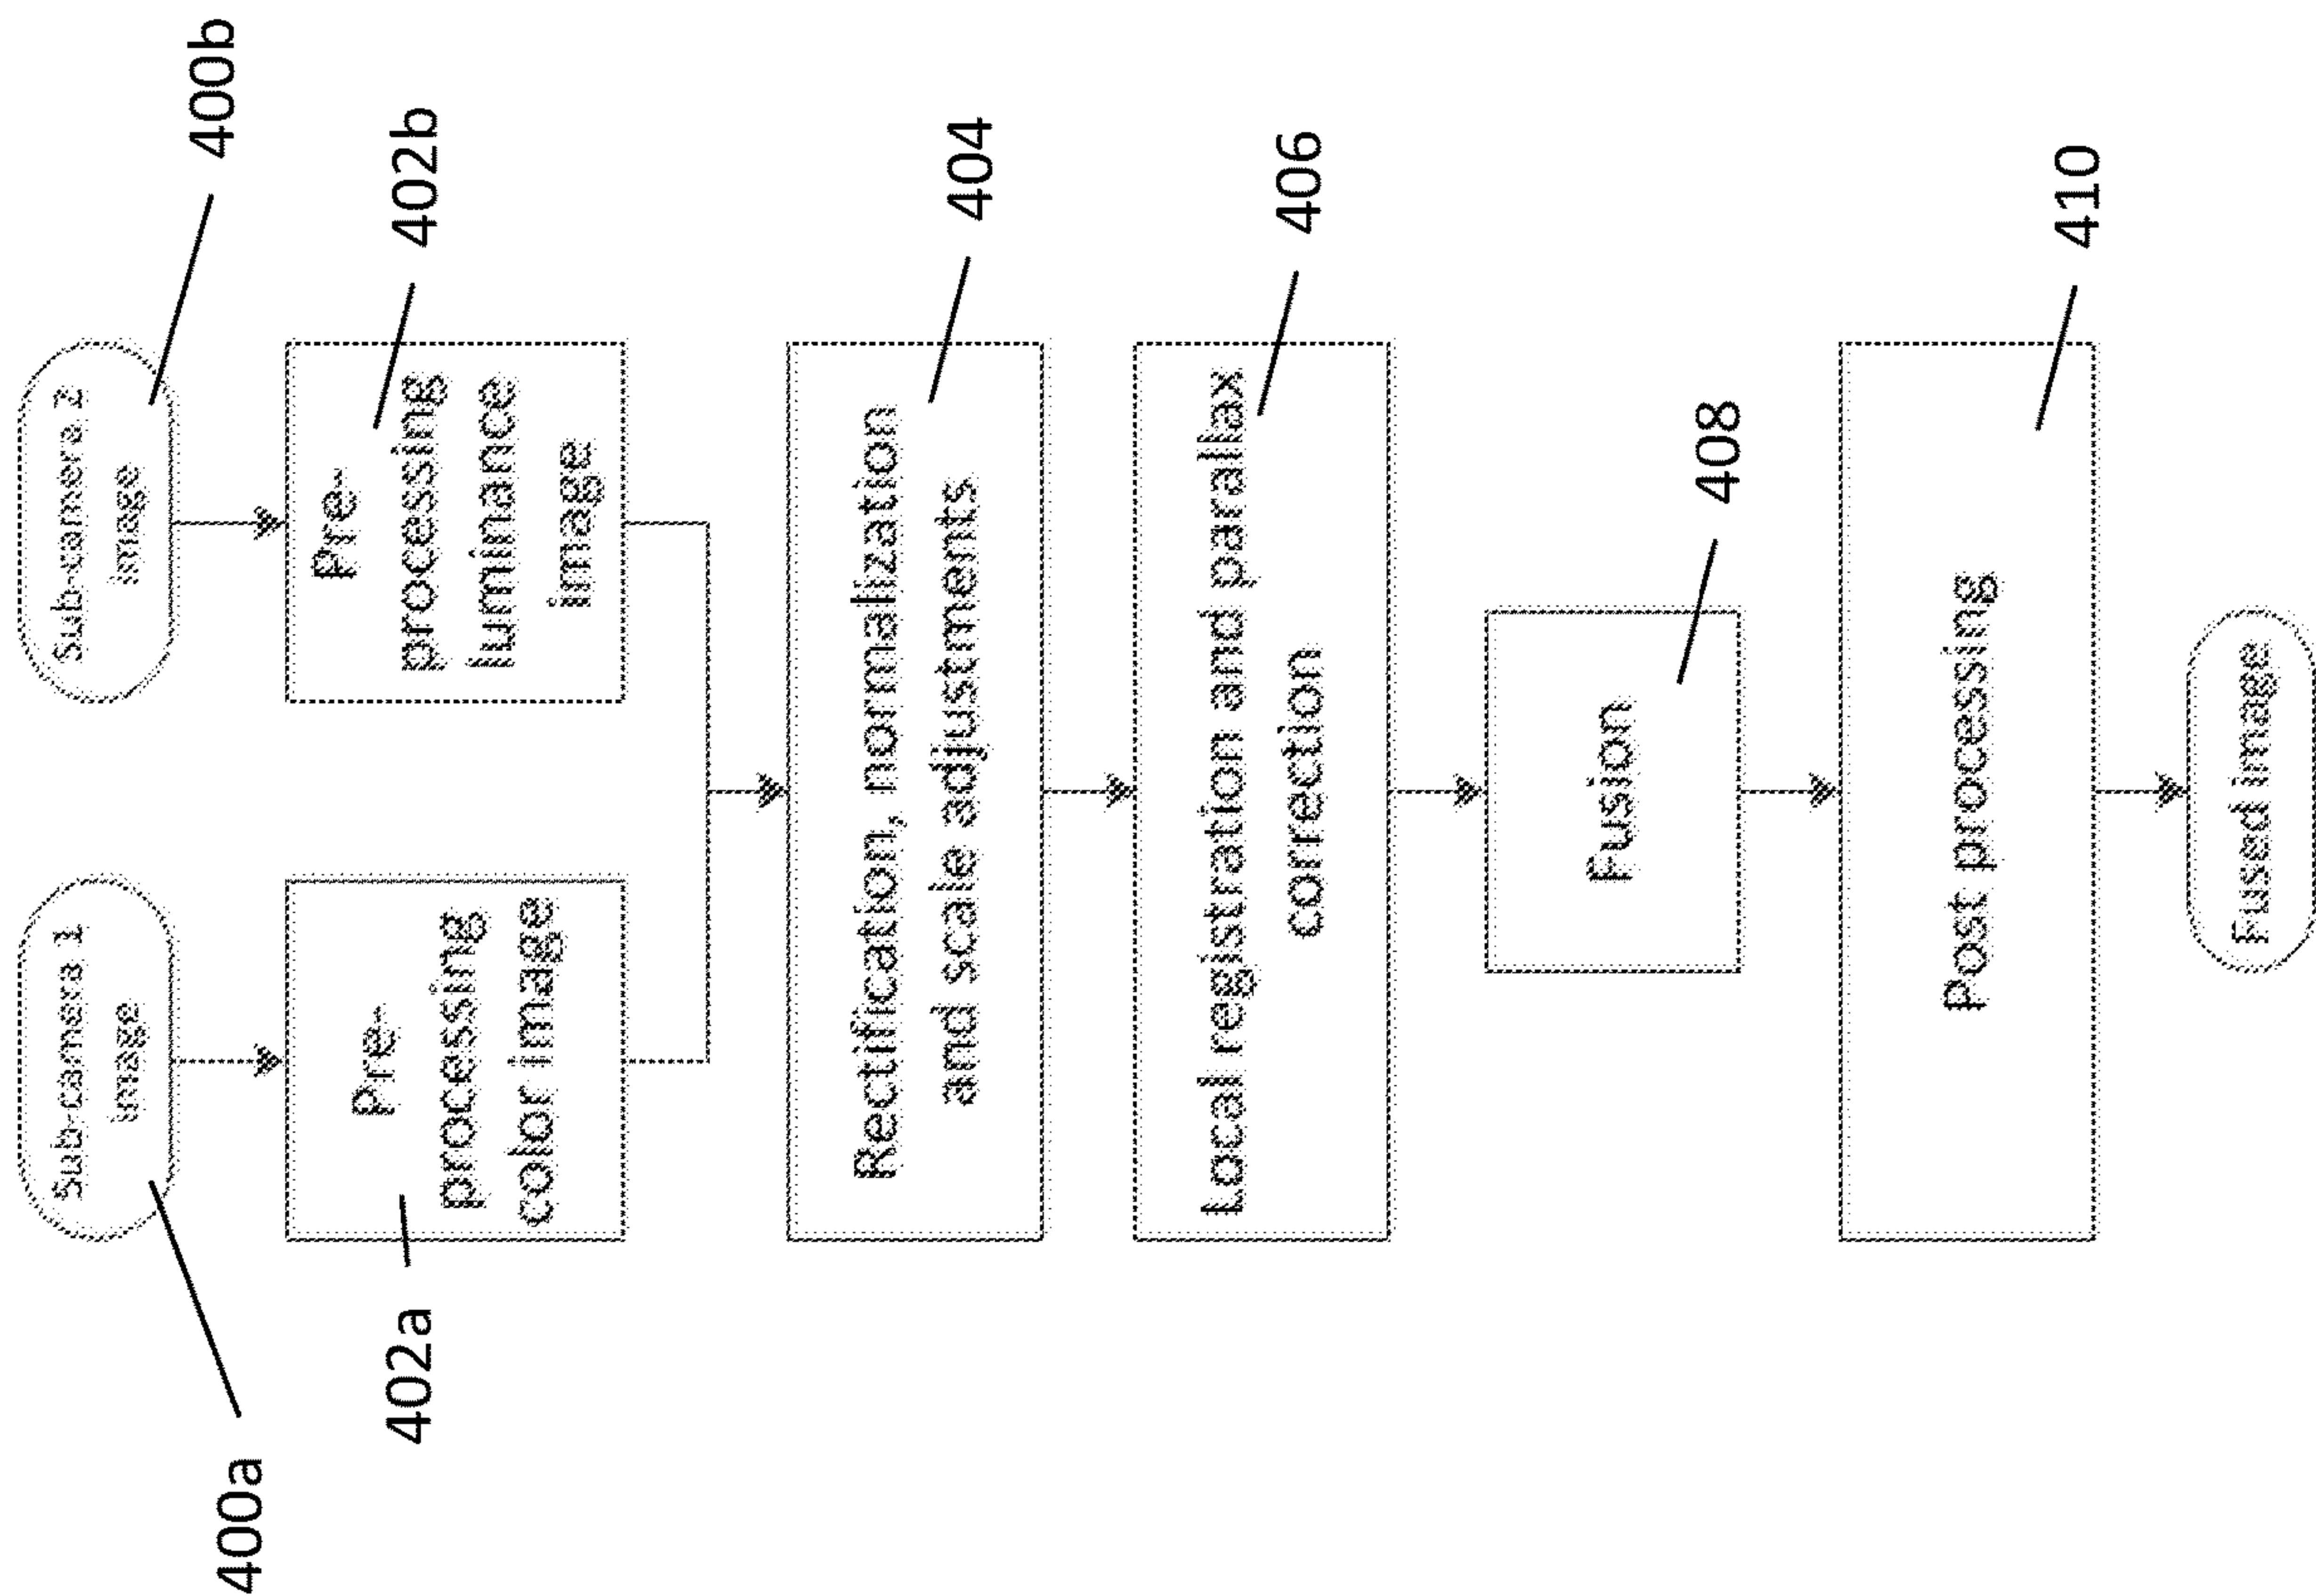 400a
Sub-camera 1
image
Sub-camera 2
image
400b
402a
Pre-
processing
color image
Pre-
processing
luminance
image
402b
Rectification, normalization
and scale adjustments
404
Local registration and parallax
correction
406
Fusion
408
Post processing
410
Fused image